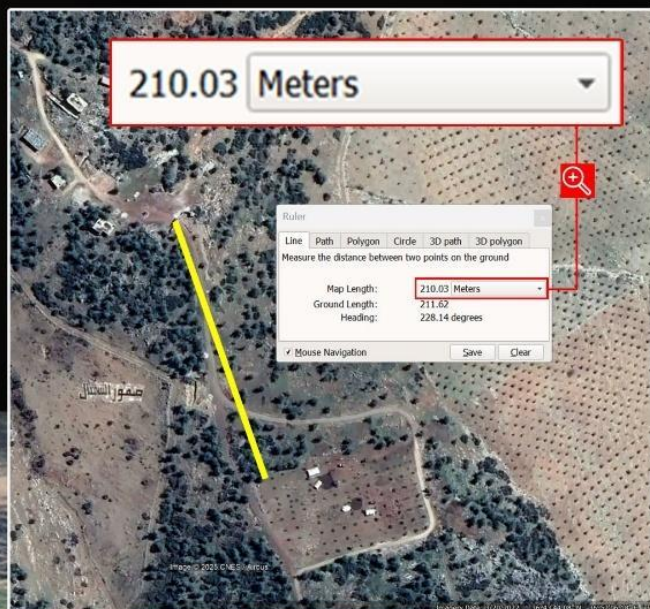 210.03 Meters
Ruler
Line Path Polygon Circle 3D path 3D polygon
Measure the distance between two points on the ground
Map Length: 210.03 Meters
Ground Length: 211.62
Heading: 228.14 degrees
Mouse Navigation Save Clear
صقور الشمال
Image © 2025 CNES / Airbus